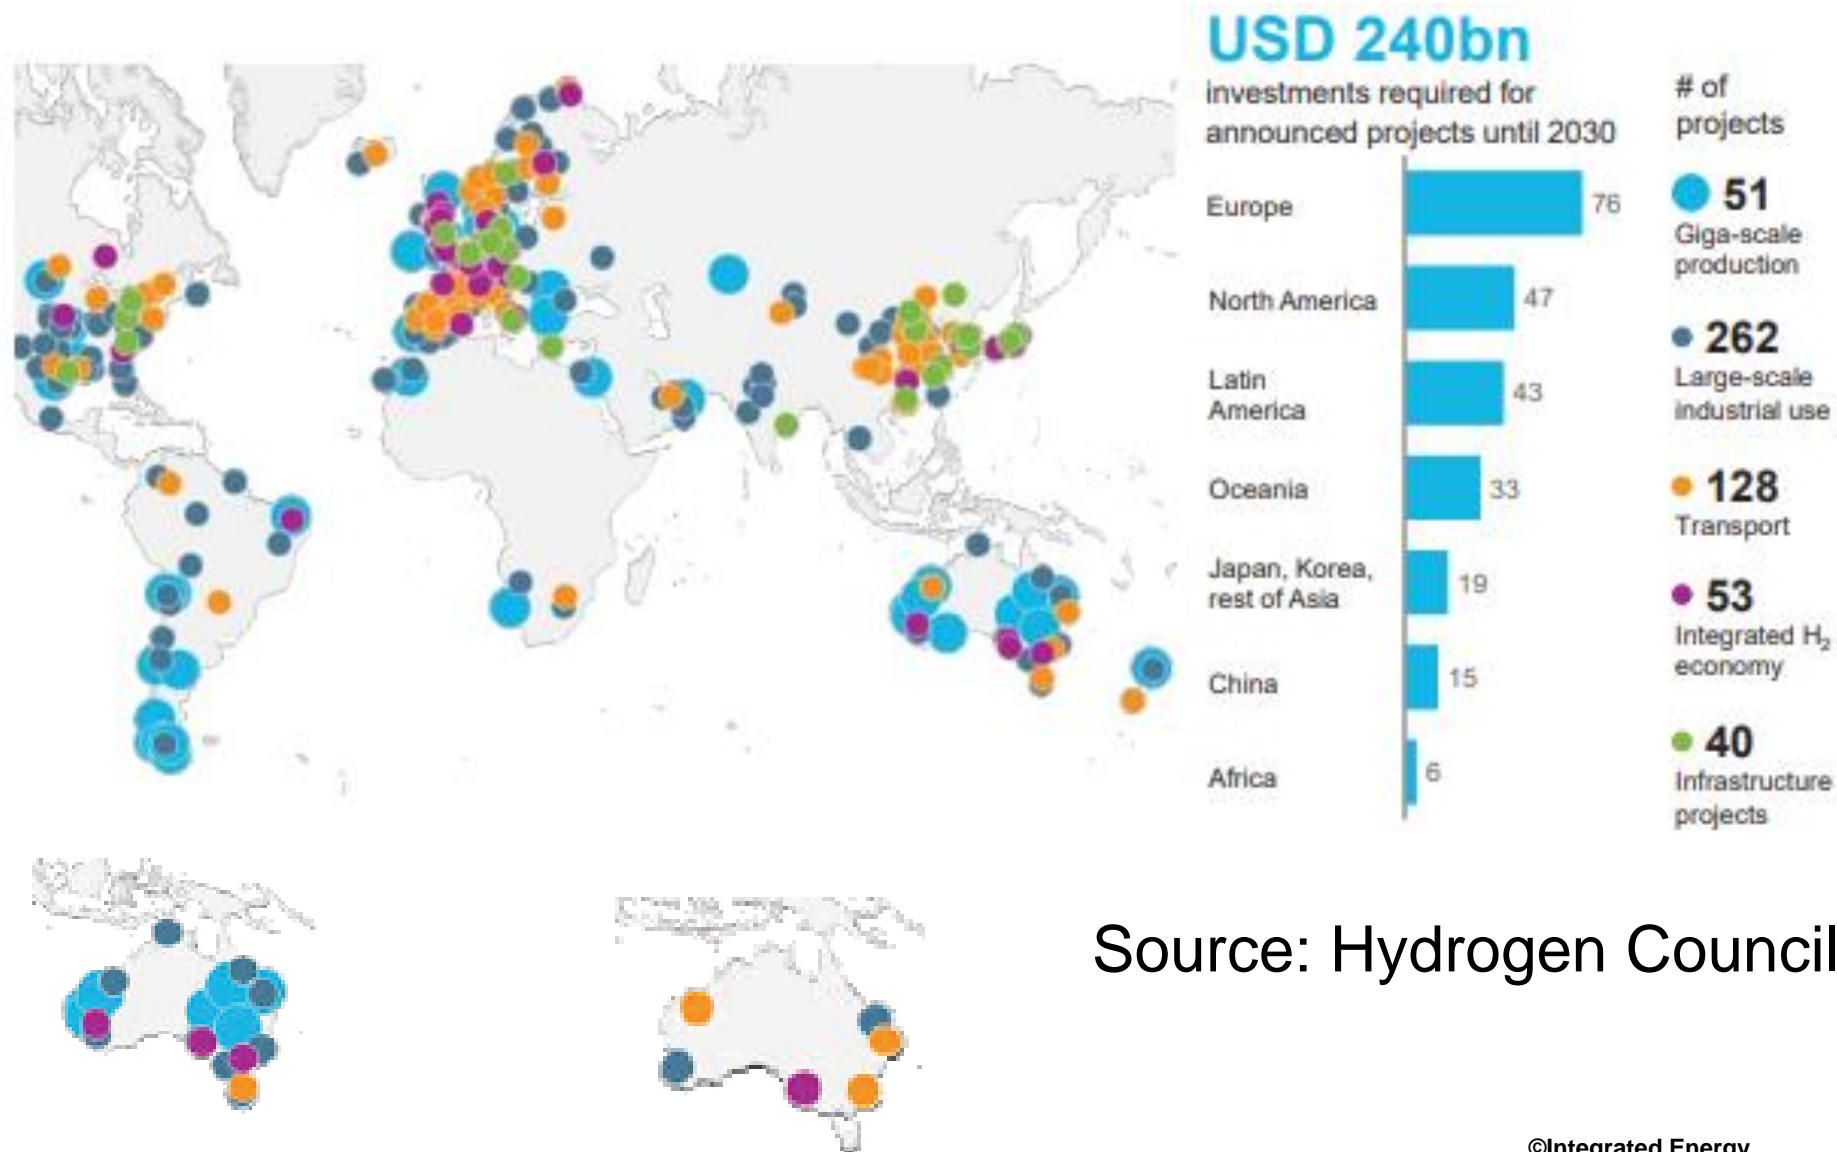 USD 240bn
investments required for
announced projects until 2030
Europe
76
North America
47
Latin
America
43
Oceania
33
Japan, Korea,
rest of Asia
19
China
15
Africa
6
# of
projects
51
Giga-scale
production
262
Large-scale
industrial use
128
Transport
53
Integrated H₂
economy
40
Infrastructure
projects
Source: Hydrogen Council
©Integrated Energy